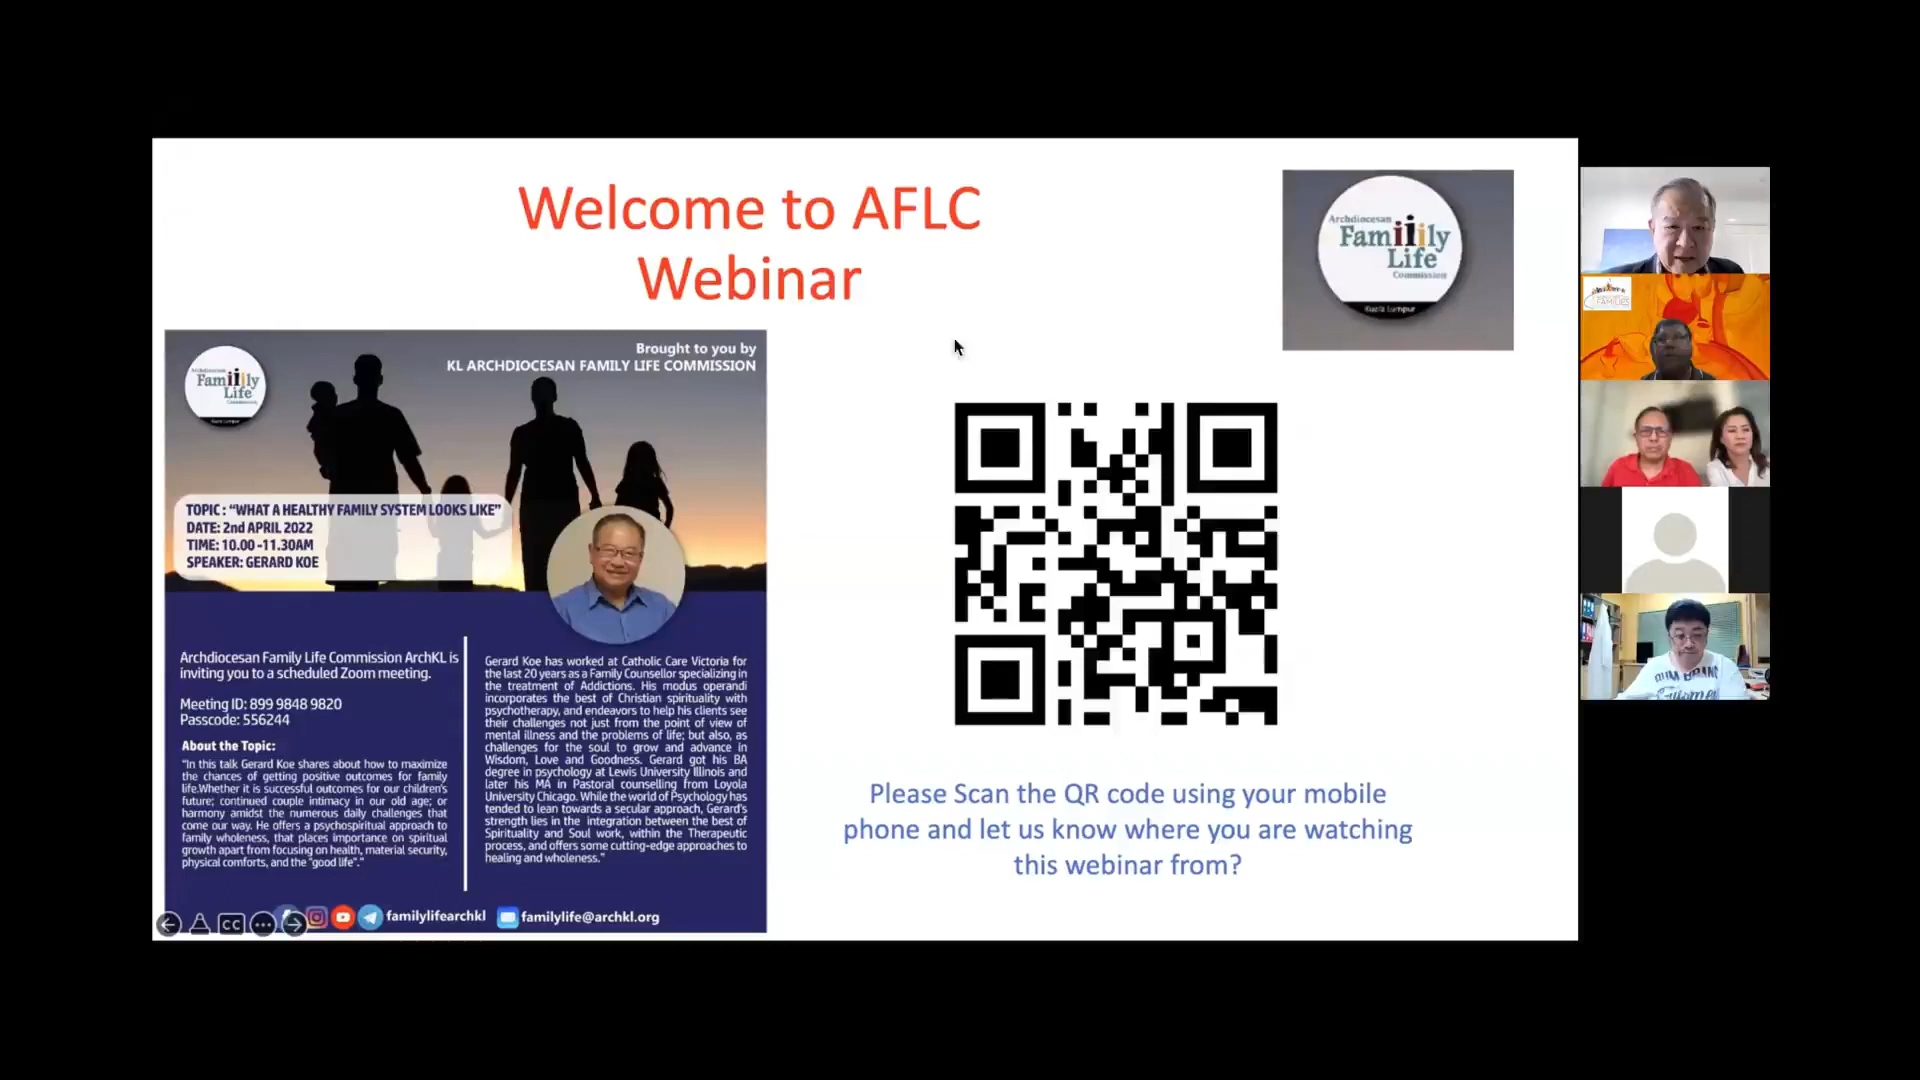 Welcome to AFLC
Webinar
Archdiocesan
Famiiily
Life
Commission
Kuala Lumpur
Brought to you by
KL ARCHDIOCESAN FAMILY LIFE COMMISSION
Archdiocesan
Famiiily
Life
Commission
Kuala Lumpur
TOPIC : “WHAT A HEALTHY FAMILY SYSTEM LOOKS LIKE”
DATE: 2nd APRIL 2022
TIME: 10.00 -11.30AM
SPEAKER: GERARD KOE
Archdiocesan Family Life Commission ArchKL is
inviting you to a scheduled Zoom meeting.
Meeting ID: 899 9848 9820
Passcode: 556244
About the Topic:
“In this talk Gerard Koe shares about how to maximize
the chances of getting positive outcomes for family
life.Whether it is successful outcomes for our children's
future; continued couple intimacy in our old age; or
harmony amidst the numerous daily challenges that
come our way. He offers a psychospiritual approach to
family wholeness, that places importance on spiritual
growth apart from focusing on health, material security,
physical comforts, and the “good life”.”
Gerard Koe has worked at Catholic Care Victoria for
the last 20 years as a Family Counsellor specializing in
the treatment of Addictions. His modus operandi
incorporates the best of Christian spirituality with
psychotherapy, and endeavors to help his clients see
their challenges not just from the point of view of
mental illness and the problems of life; but also, as
challenges for the soul to grow and advance in
Wisdom, Love and Goodness. Gerard got his BA
degree in psychology at Lewis University Illinois and
later his MA in Pastoral counselling from Loyola
University Chicago. While the world of Psychology has
tended to lean towards a secular approach, Gerard's
strength lies in the integration between the best of
Spirituality and Soul work, within the Therapeutic
process, and offers some cutting-edge approaches to
healing and wholeness.”
CC
familylifearchkl
familylife@archkl.org
Please Scan the QR code using your mobile
phone and let us know where you are watching
this webinar from?
FAMILIES